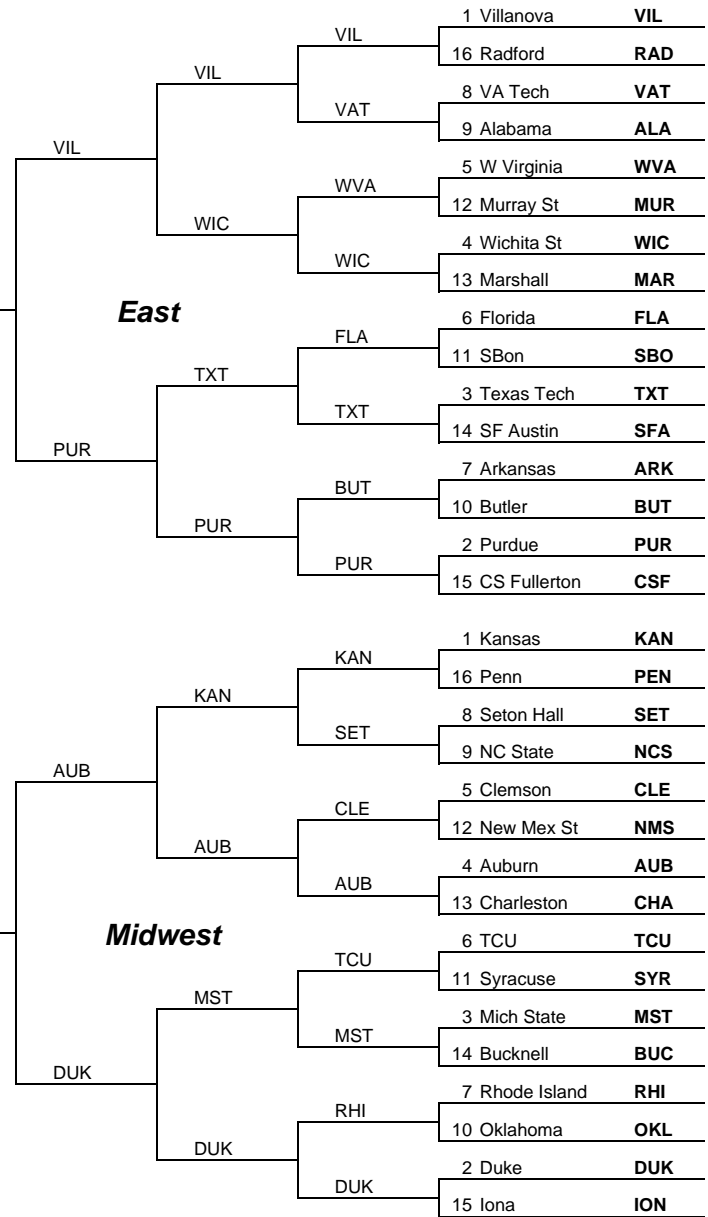 1 Villanova VIL
VIL
16 Radford RAD
VIL
8 VA Tech VAT
VAT
9 Alabama ALA
VIL
5 W Virginia WVA
WVA
12 Murray St MUR
WIC
4 Wichita St WIC
WIC
13 Marshall MAR
East
6 Florida FLA
FLA
11 SBon SBO
TXT
3 Texas Tech TXT
TXT
14 SF Austin SFA
PUR
7 Arkansas ARK
BUT
10 Butler BUT
PUR
2 Purdue PUR
PUR
15 CS Fullerton CSF
1 Kansas KAN
KAN
16 Penn PEN
KAN
8 Seton Hall SET
SET
9 NC State NCS
AUB
5 Clemson CLE
CLE
12 New Mex St NMS
AUB
4 Auburn AUB
AUB
13 Charleston CHA
Midwest
6 TCU TCU
TCU
11 Syracuse SYR
MST
3 Mich State MST
MST
14 Bucknell BUC
DUK
7 Rhode Island RHI
RHI
10 Oklahoma OKL
DUK
2 Duke DUK
DUK
15 Iona ION